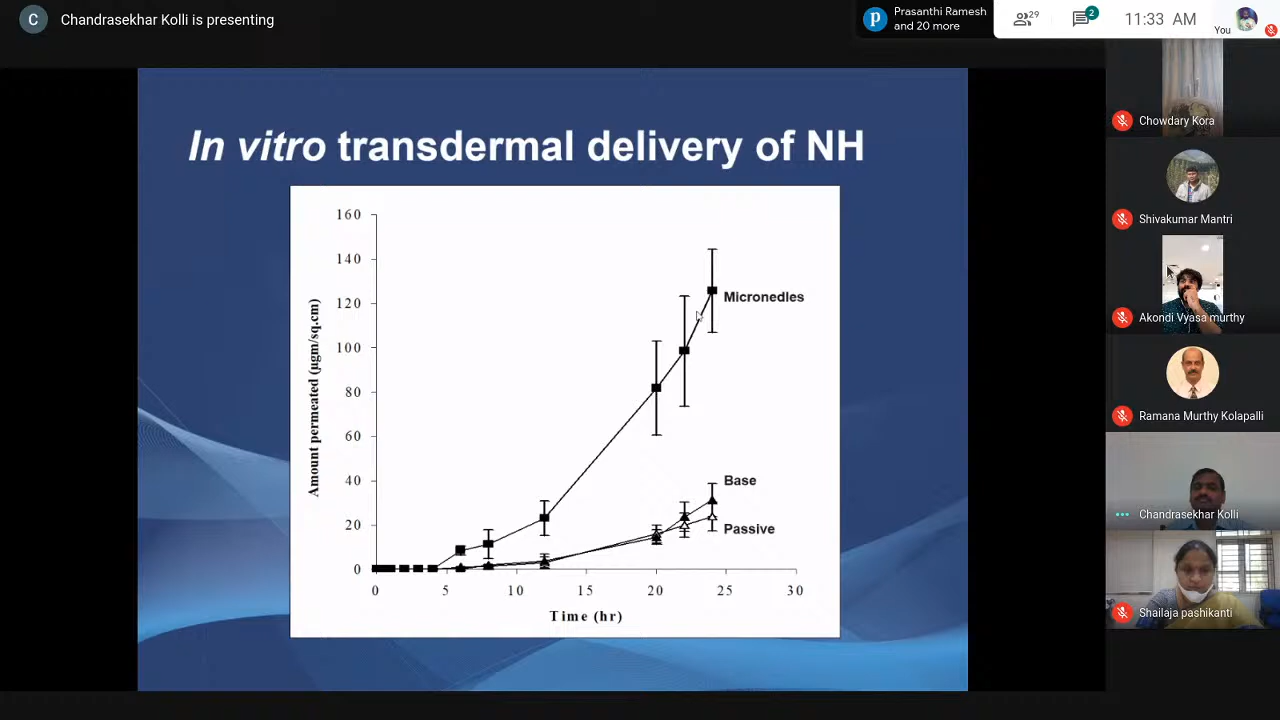 C
Chandrasekhar Kolli is presenting
p
Prasanthi Ramesh
and 20 more
29
2
11:33 AM
You
In vitro transdermal delivery of NH
160
140
120
100
80
60
40
20
0
Amount permeated (µgm/sq.cm)
Micronedles
Base
Passive
0 5 10 15 20 25 30
Time (hr)
Chowdary Kora
Shivakumar Mantri
Akondi Vyasa murthy
Ramana Murthy Kolapalli
Chandrasekhar Kolli
Shailaja pashikanti